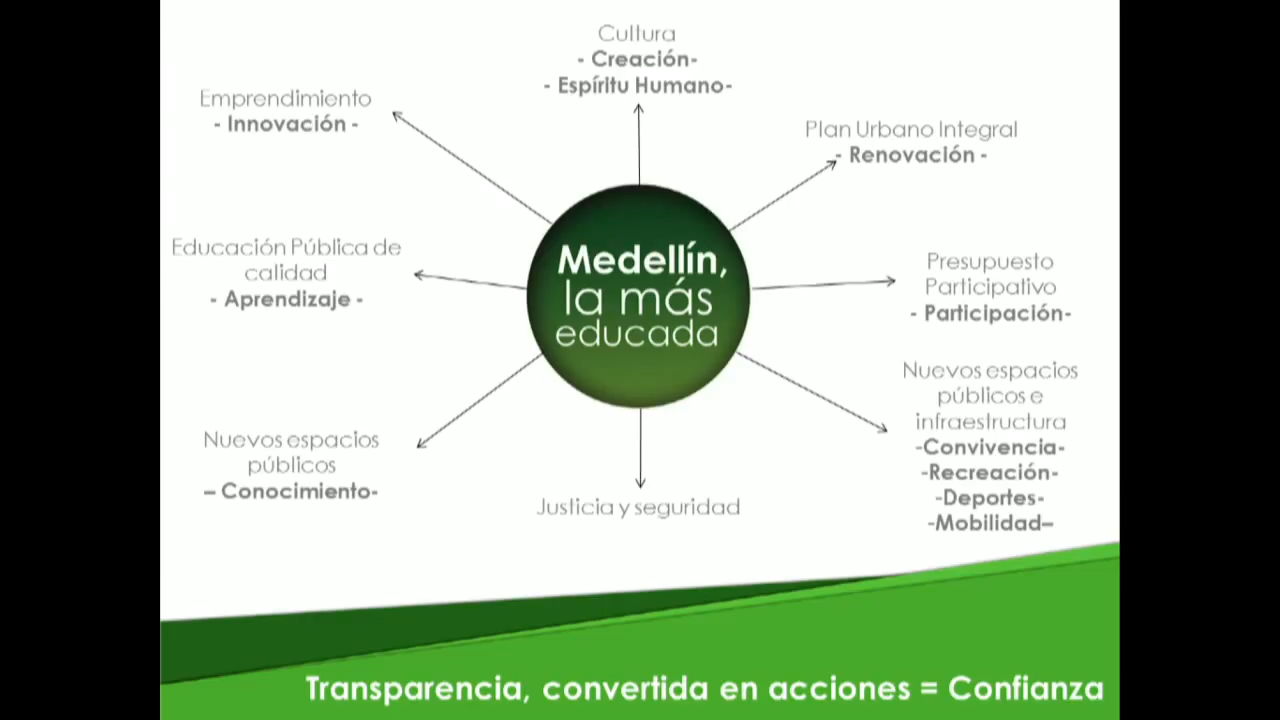 Cultura
- Creación-
- Espíritu Humano-
Emprendimiento
- Innovación -
Plan Urbano Integral
- Renovación -
Educación Pública de
calidad
- Aprendizaje -
Medellín,
la más
educada
Presupuesto
Participativo
- Participación-
Nuevos espacios
públicos e
infraestructura
-Convivencia-
-Recreación-
-Deportes-
-Mobilidad–
Nuevos espacios
públicos
– Conocimiento-
Justicia y seguridad
Transparencia, convertida en acciones = Confianza